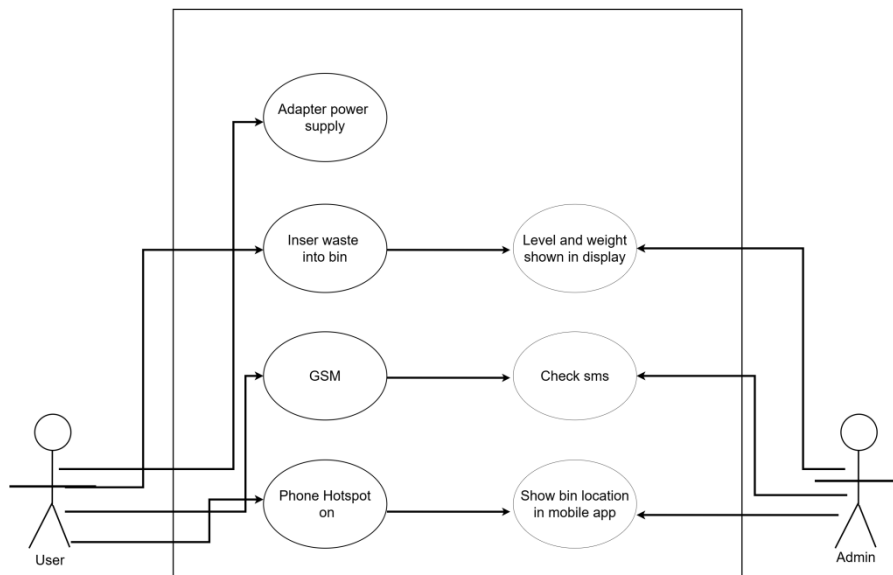 Adapter power
supply
Inser waste
into bin
Level and weight
shown in display
GSM
Check sms
Phone Hotspot
on
Show bin location
in mobile app
User
Admin